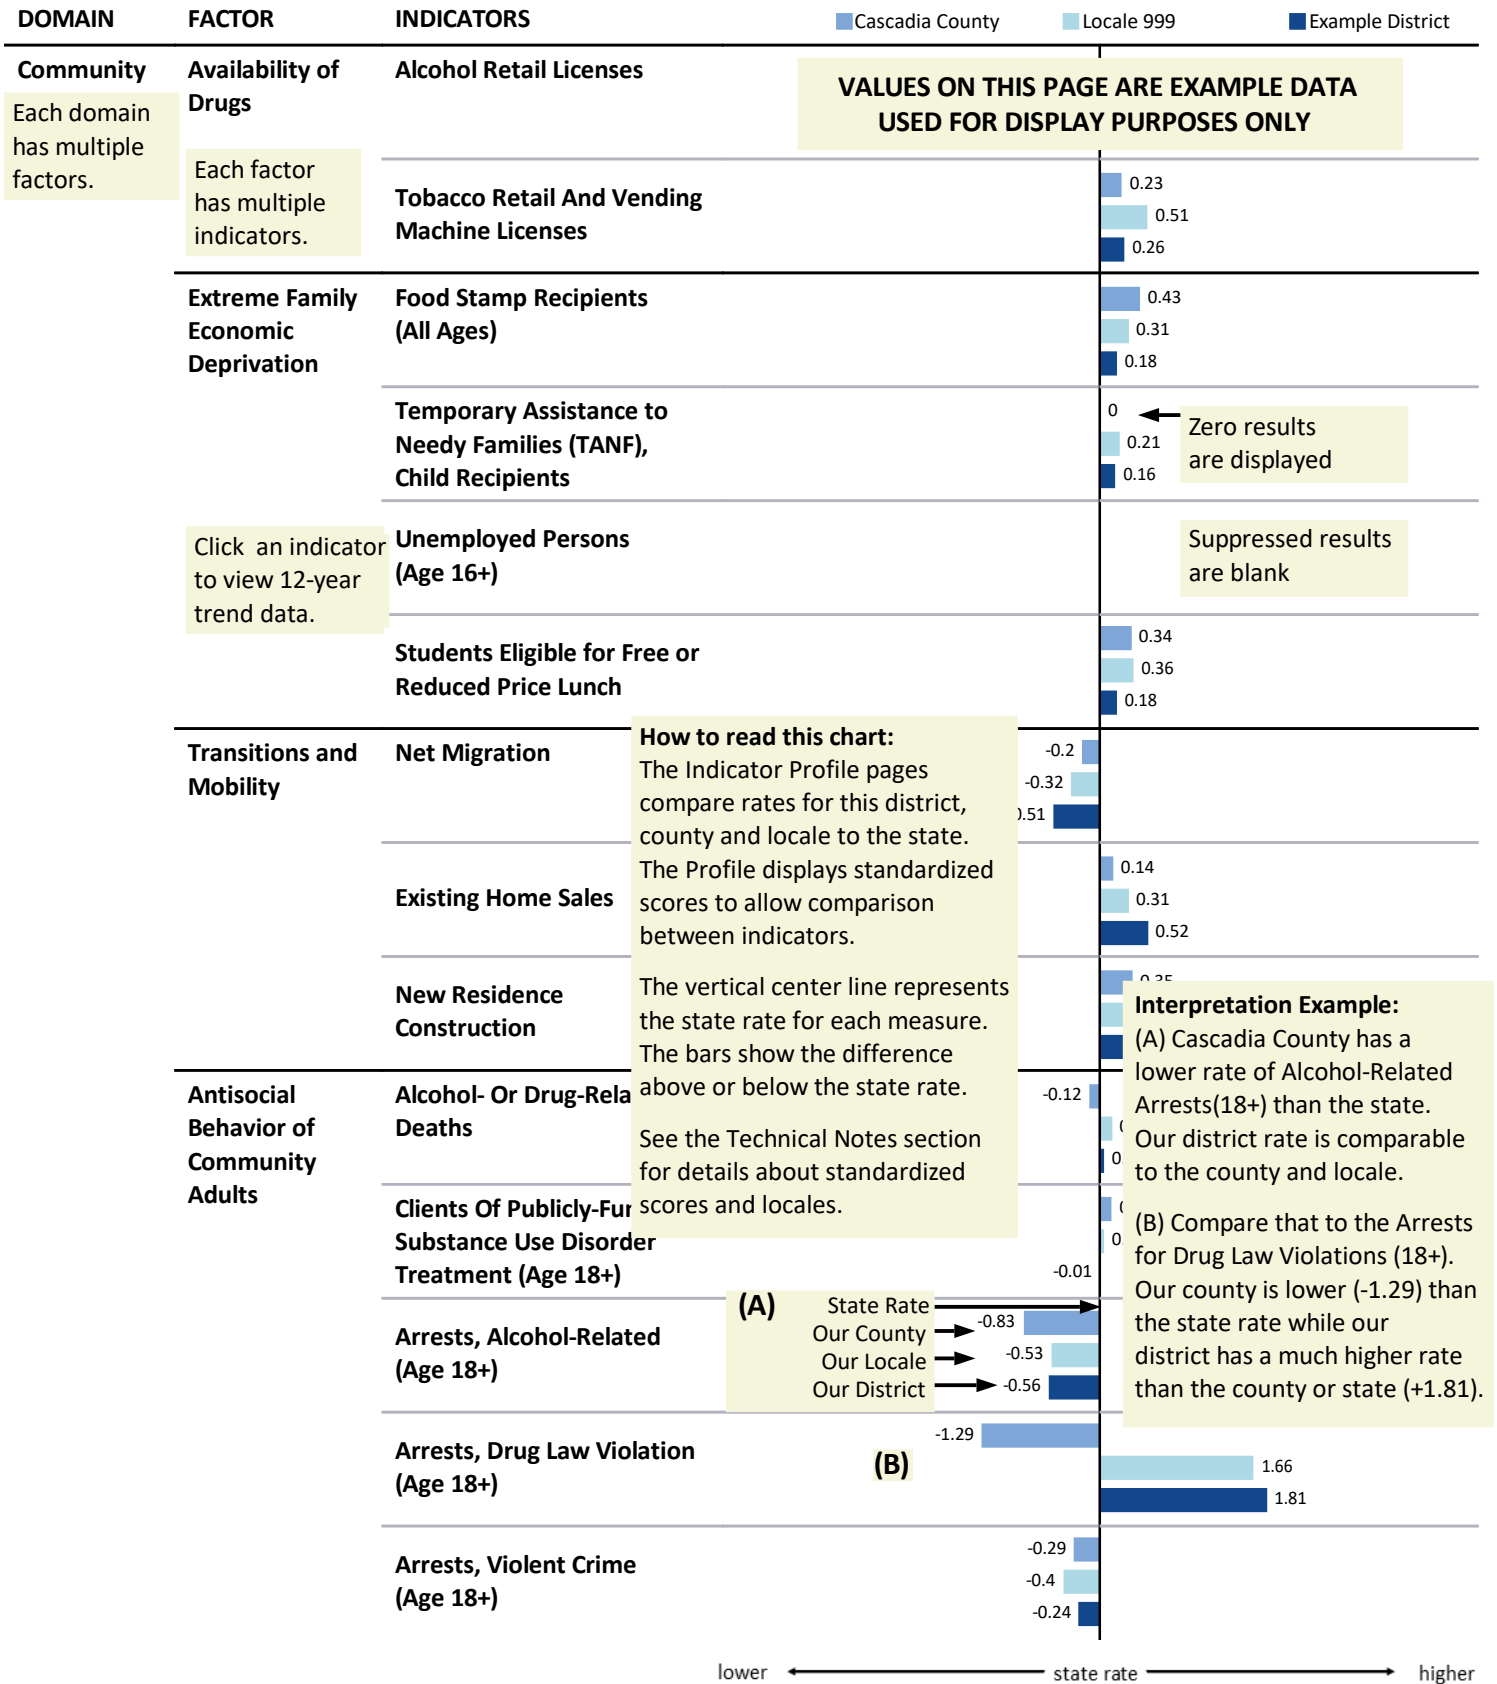 DOMAIN FACTOR INDICATORS Cascadia County Locale 999 Example District
Community
Each domain
has multiple
factors.
Availability of
Drugs
Each factor
has multiple
indicators.
Alcohol Retail Licenses
VALUES ON THIS PAGE ARE EXAMPLE DATA
USED FOR DISPLAY PURPOSES ONLY
Tobacco Retail And Vending
Machine Licenses
0.23
0.51
0.26
Extreme Family
Economic
Deprivation
Food Stamp Recipients
(All Ages)
0.43
0.31
0.18
Temporary Assistance to
Needy Families (TANF),
Child Recipients
0
0.21
0.16
Zero results
are displayed
Click an indicator
to view 12-year
trend data.
Unemployed Persons
(Age 16+)
Suppressed results
are blank
Students Eligible for Free or
Reduced Price Lunch
0.34
0.36
0.18
Transitions and
Mobility
Net Migration
-0.2
-0.32
.51
How to read this chart:
The Indicator Profile pages
compare rates for this district,
county and locale to the state.
The Profile displays standardized
scores to allow comparison
between indicators.
The vertical center line represents
the state rate for each measure.
The bars show the difference
above or below the state rate.
See the Technical Notes section
for details about standardized
scores and locales.
Existing Home Sales
0.14
0.31
0.52
New Residence
Construction
Interpretation Example:
(A) Cascadia County has a
lower rate of Alcohol-Related
Arrests(18+) than the state.
Our district rate is comparable
to the county and locale.
(B) Compare that to the Arrests
for Drug Law Violations (18+).
Our county is lower (-1.29) than
the state rate while our
district has a much higher rate
than the county or state (+1.81).
Antisocial
Behavior of
Community
Adults
Alcohol- Or Drug-Rela
Deaths
-0.12
Clients Of Publicly-Fu
Substance Use Disorder
Treatment (Age 18+)
-0.01
Arrests, Alcohol-Related
(Age 18+)
(A)
State Rate
Our County
Our Locale
Our District
-0.83
-0.53
-0.56
Arrests, Drug Law Violation
(Age 18+)
(B)
-1.29
1.66
1.81
Arrests, Violent Crime
(Age 18+)
-0.29
-0.4
-0.24
lower state rate higher